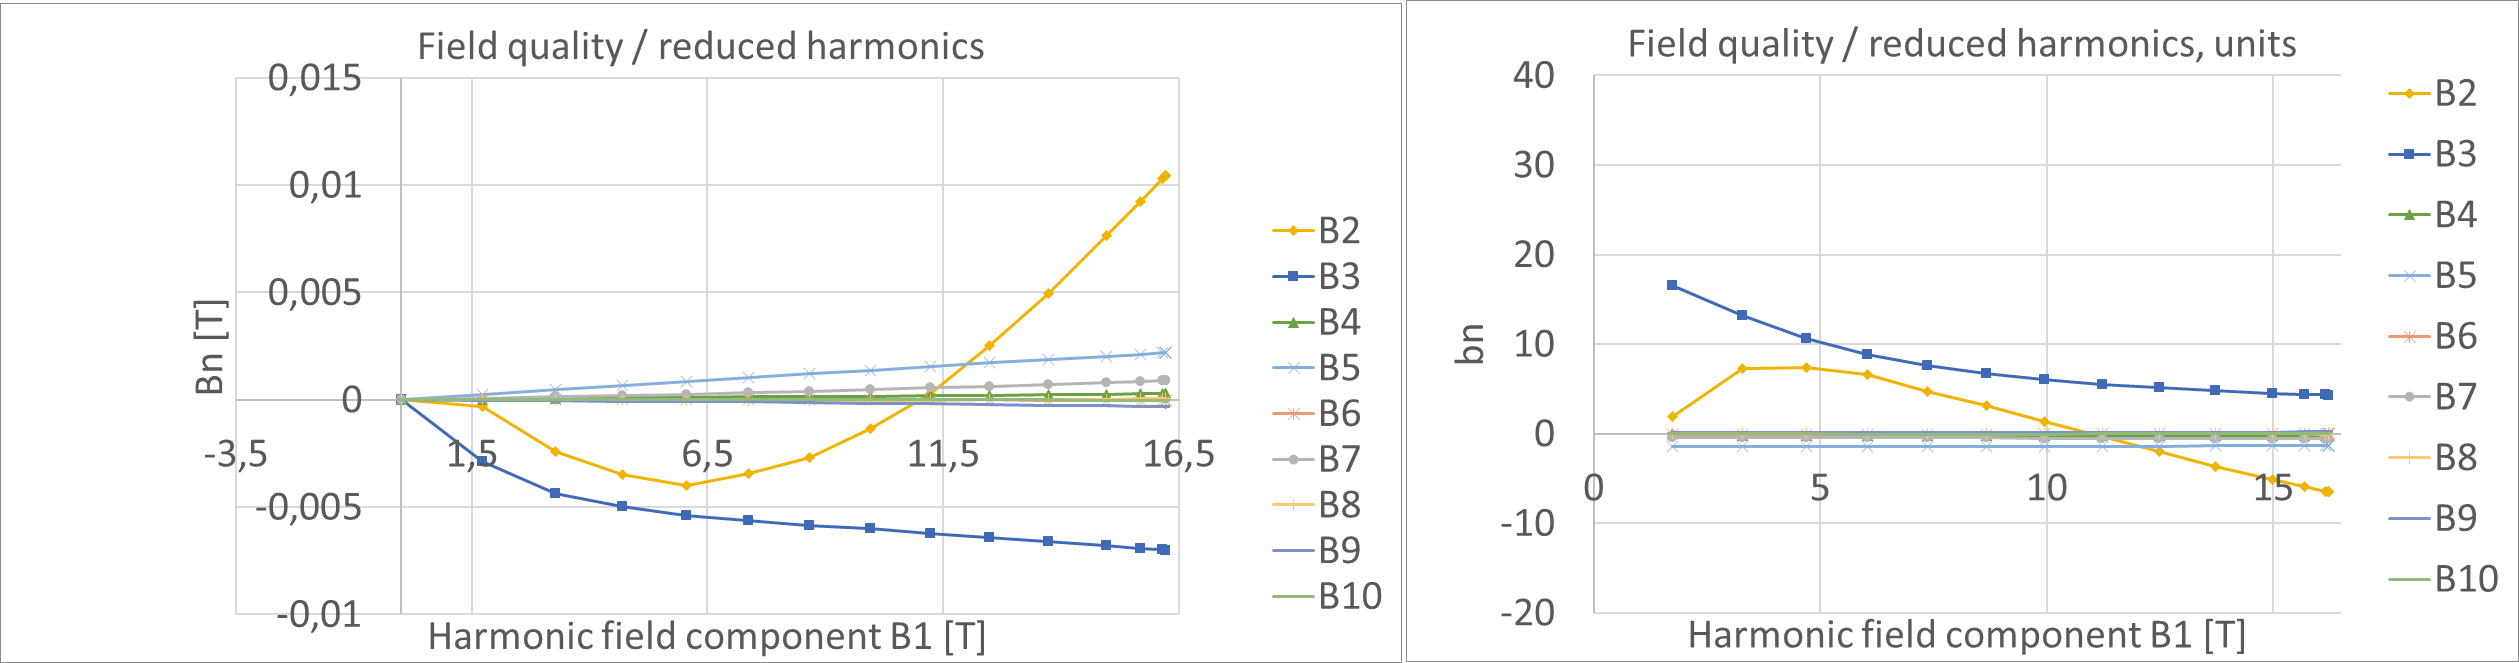 Field quality / reduced harmonics
0,015
0,01
0,005
0
-0,005
-0,01
-3,5
1,5
6,5
11,5
16,5
Bn [T]
Harmonic field component B1 [T]
B2
B3
B4
B5
B6
B7
B8
B9
B10
Field quality / reduced harmonics, units
40
30
20
10
0
-10
-20
0
5
10
15
bn
Harmonic field component B1 [T]
B2
B3
B4
B5
B6
B7
B8
B9
B10